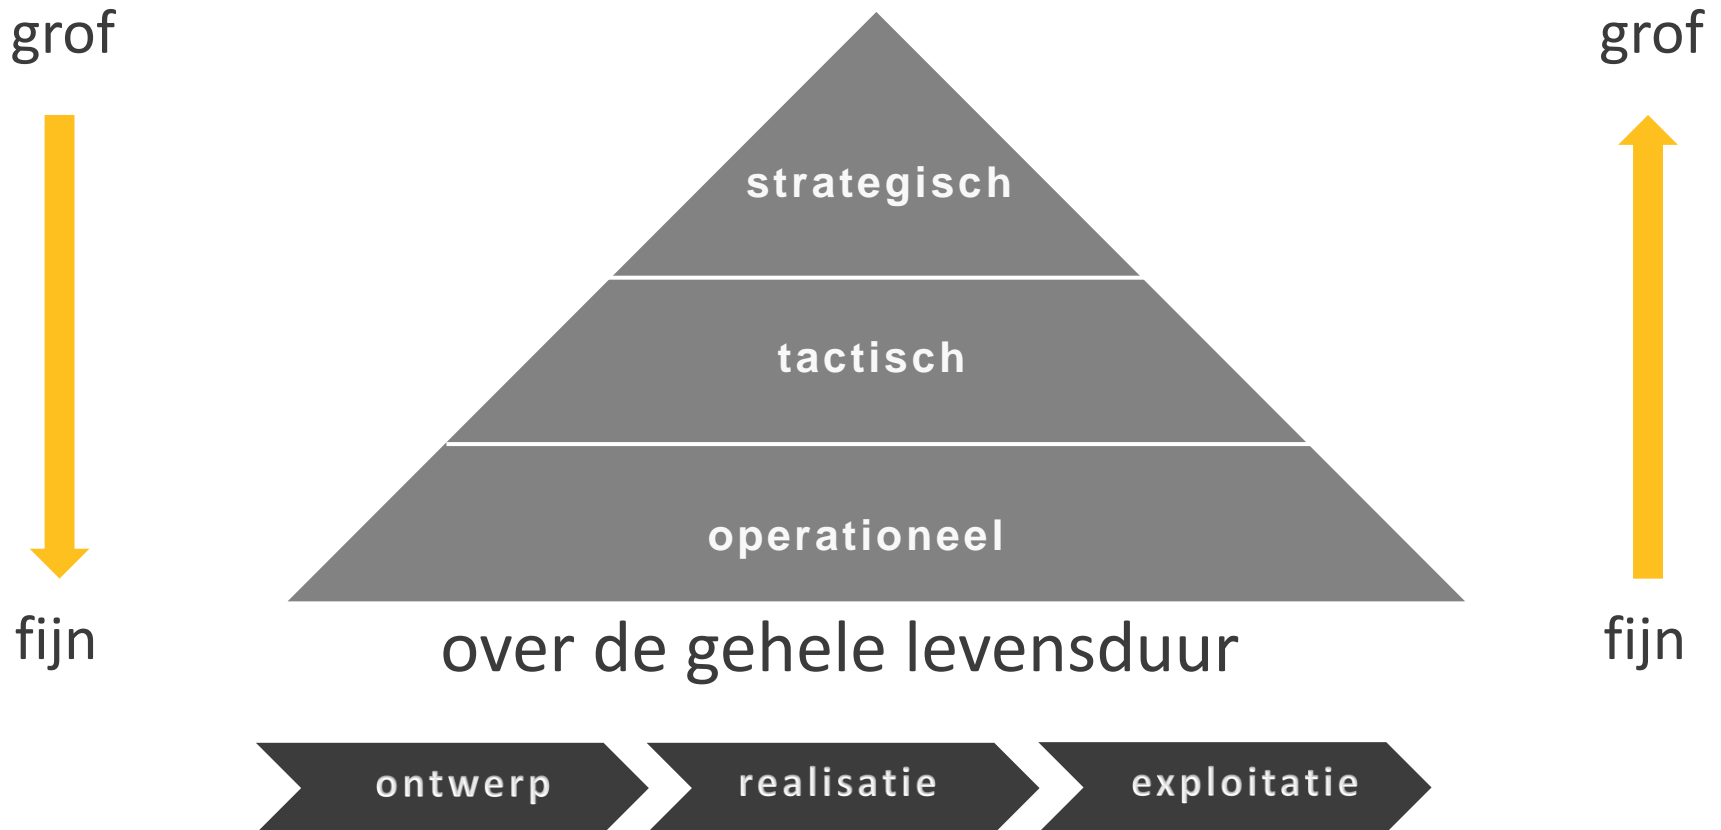 grof
grof
strategisch
tactisch
operationeel
fijn
fijn
over de gehele levensduur
ontwerp
realisatie
exploitatie